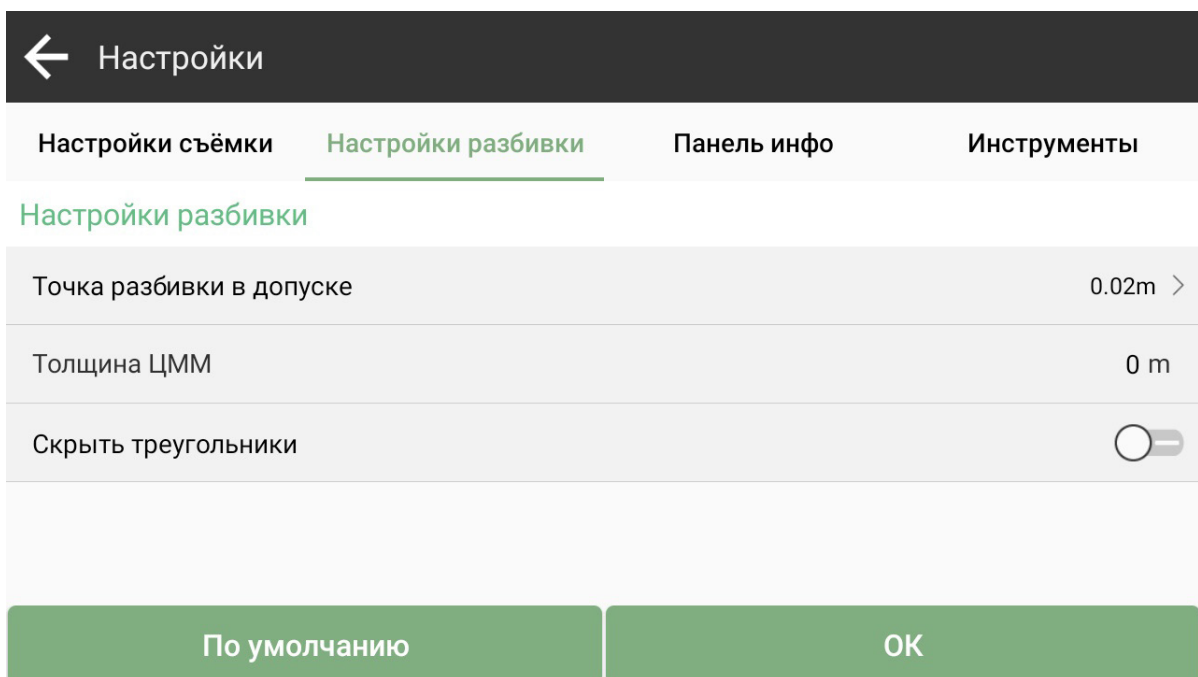 Настройки
Настройки съёмки Настройки разбивки Панель инфо Инструменты
Настройки разбивки
Точка разбивки в допуске 0.02m
Толщина ЦММ 0 m
Скрыть треугольники
По умолчанию OK